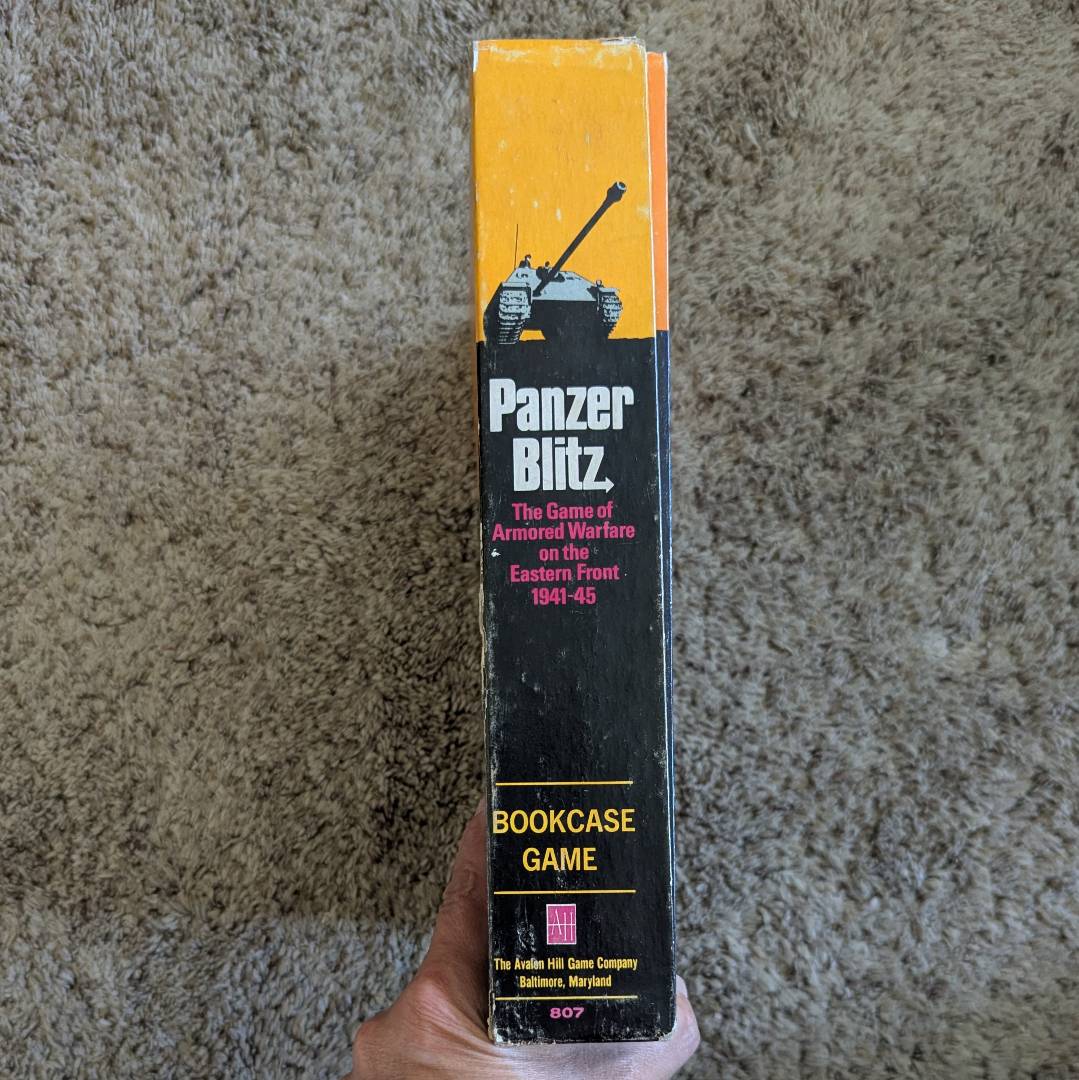 Panzer
Blitz
The Game of
Armored Warfare
on the
Eastern Front
1941-45
BOOKCASE
GAME
AH
The Avalon Hill Game Company
Baltimore, Maryland
807